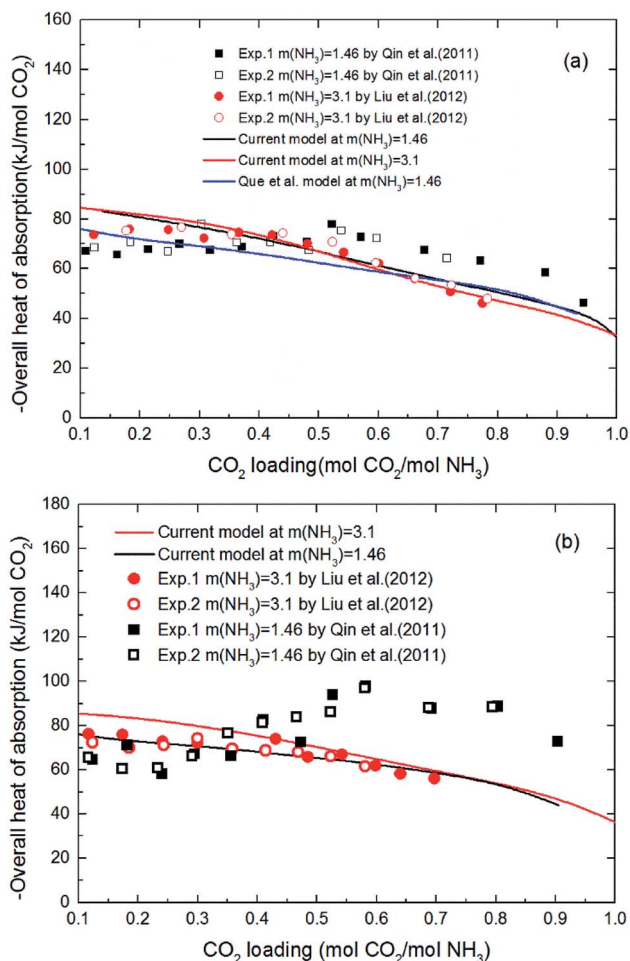 160
140
120
100
80
60
40
20
0
-Overall heat of absorption(kJ/mol CO₂)
(a)
Exp.1 m(NH₃)=1.46 by Qin et al.(2011)
Exp.2 m(NH₃)=1.46 by Qin et al.(2011)
Exp.1 m(NH₃)=3.1 by Liu et al.(2012)
Exp.2 m(NH₃)=3.1 by Liu et al.(2012)
Current model at m(NH₃)=1.46
Current model at m(NH₃)=3.1
Que et al. model at m(NH₃)=1.46
0.1 0.2 0.3 0.4 0.5 0.6 0.7 0.8 0.9 1.0
CO₂ loading(mol CO₂/mol NH₃)
180
160
140
120
100
80
60
40
20
0
-Overall heat of absorption (kJ/mol CO₂)
(b)
Current model at m(NH₃)=3.1
Current model at m(NH₃)=1.46
Exp.1 m(NH₃)=3.1 by Liu et al.(2012)
Exp.2 m(NH₃)=3.1 by Liu et al.(2012)
Exp.1 m(NH₃)=1.46 by Qin et al.(2011)
Exp.2 m(NH₃)=1.46 by Qin et al.(2011)
0.1 0.2 0.3 0.4 0.5 0.6 0.7 0.8 0.9 1.0
CO₂ loading (mol CO₂/mol NH₃)